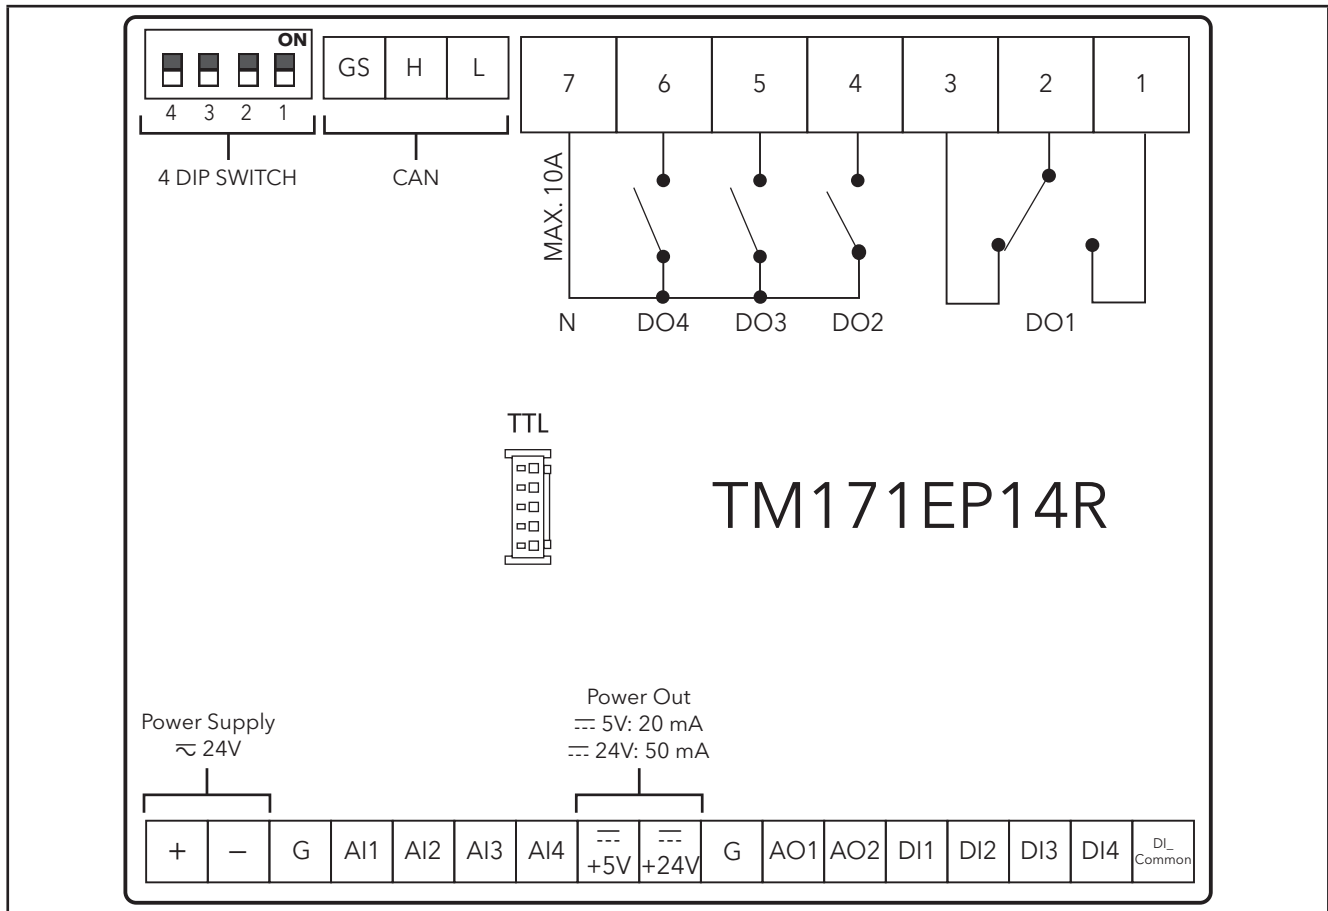 ON
GS H L
7 6 5 4 3 2 1
4 3 2 1
4 DIP SWITCH
CAN
MAX. 10A
N DO4 DO3 DO2 DO1
TTL
TM171EP14R
Power Supply
⏦ 24V
Power Out
⎓ 5V: 20 mA
⎓ 24V: 50 mA
+ − G AI1 AI2 AI3 AI4 ⎓ +5V ⎓ +24V G AO1 AO2 DI1 DI2 DI3 DI4 DI_ Common